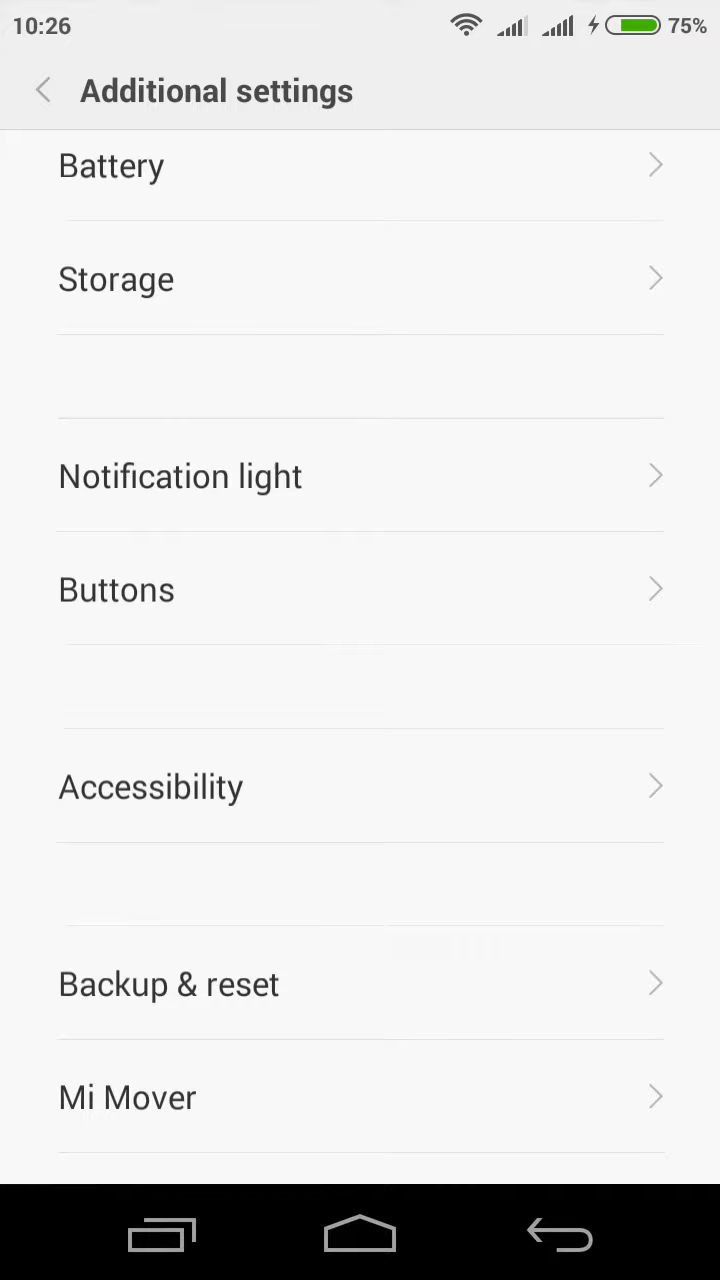 10:26 75%
Additional settings
Battery
Storage
Notification light
Buttons
Accessibility
Backup & reset
Mi Mover